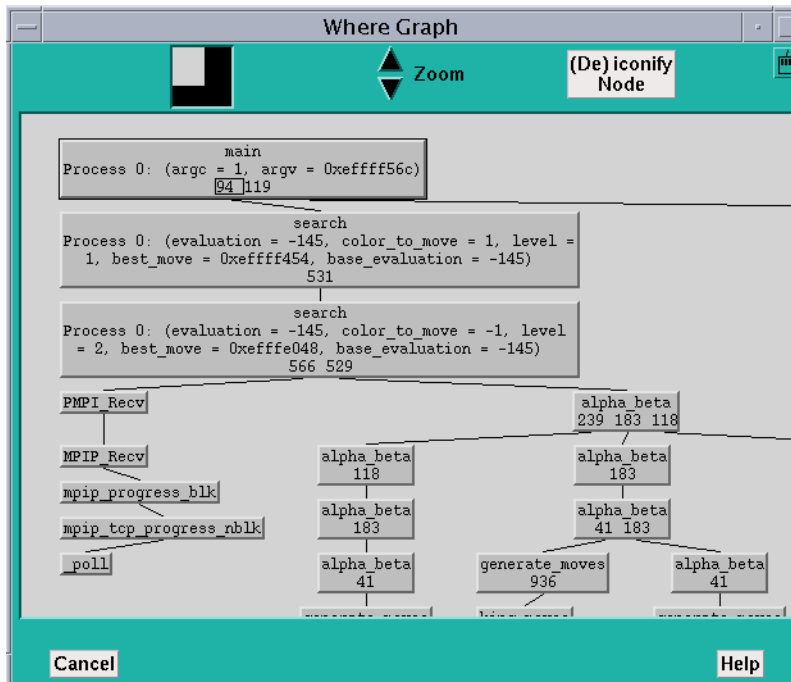 Where Graph
Zoom
(De) iconify
Node
main
Process 0: (argc = 1, argv = 0xeffff56c)
94 119
search
Process 0: (evaluation = -145, color_to_move = 1, level =
1, best_move = 0xeffff454, base_evaluation = -145)
531
search
Process 0: (evaluation = -145, color_to_move = -1, level
= 2, best_move = 0xefffe048, base_evaluation = -145)
566 529
PMPI_Recv
alpha_beta
239 183 118
MPIP_Recv
alpha_beta
118
alpha_beta
183
mpip_progress_blk
mpip_tcp_progress_nblk
alpha_beta
183
alpha_beta
41 183
_poll
alpha_beta
41
generate_moves
936
alpha_beta
41
Cancel
Help